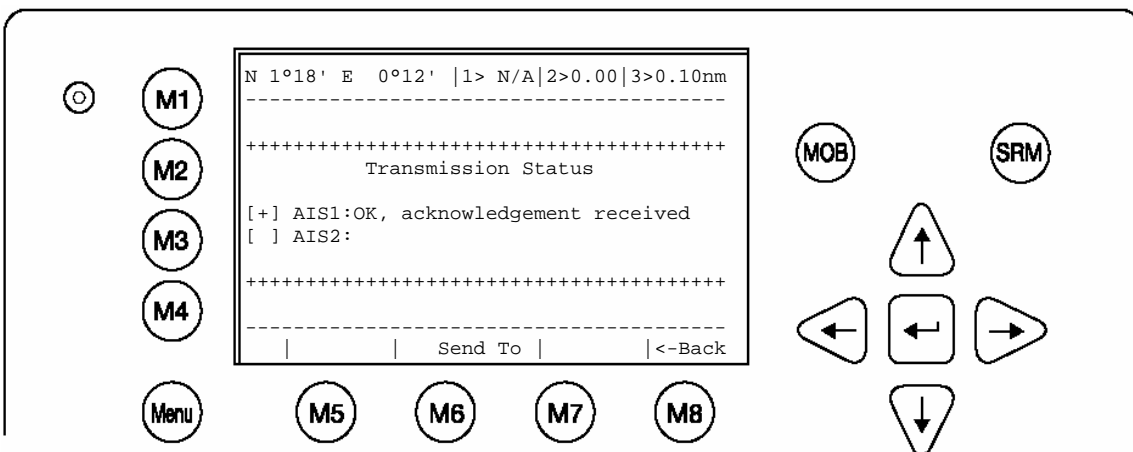 N 1°18' E  0°12' |1> N/A|2>0.00|3>0.10nm
----------------------------------------
++++++++++++++++++++++++++++++++++++++++
Transmission Status
[+] AIS1:OK, acknowledgement received
[ ] AIS2:
++++++++++++++++++++++++++++++++++++++++
----------------------------------------
|        |   Send To |        |<-Back
M1
M2
M3
M4
Menu
M5
M6
M7
M8
MOB
SRM